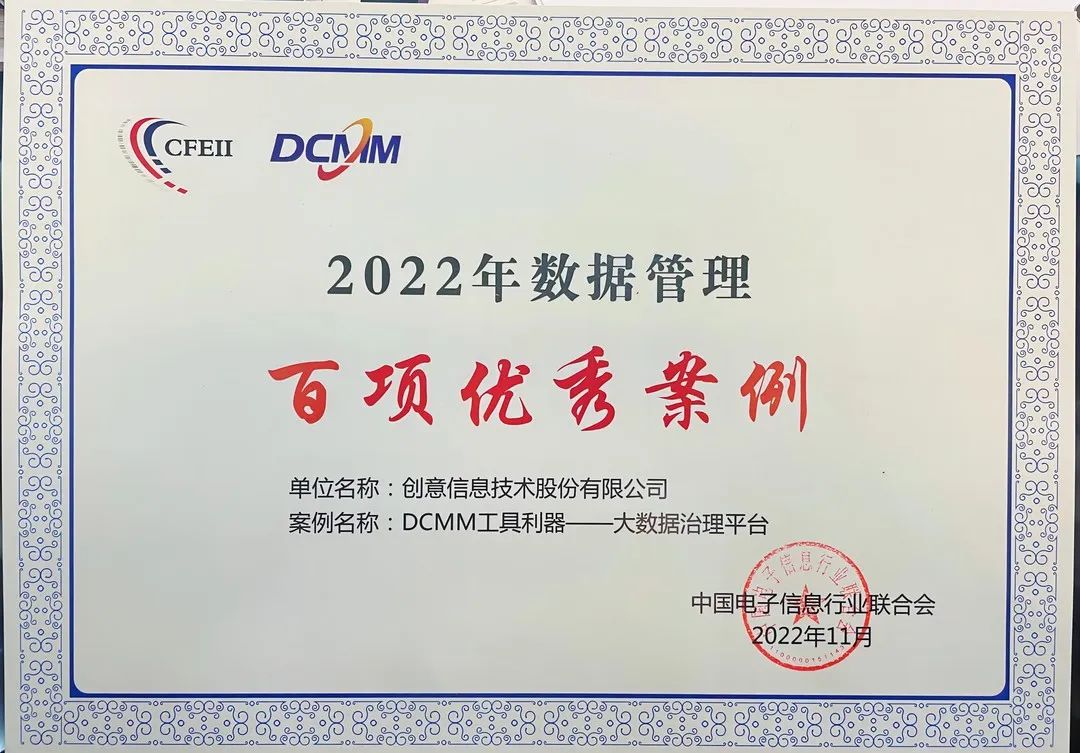 CFEII DCMM
2022年数据管理
百项优秀案例
单位名称：创意信息技术股份有限公司
案例名称：DCMM工具利器——大数据治理平台
中国电子信息行业联合会
2022年11月